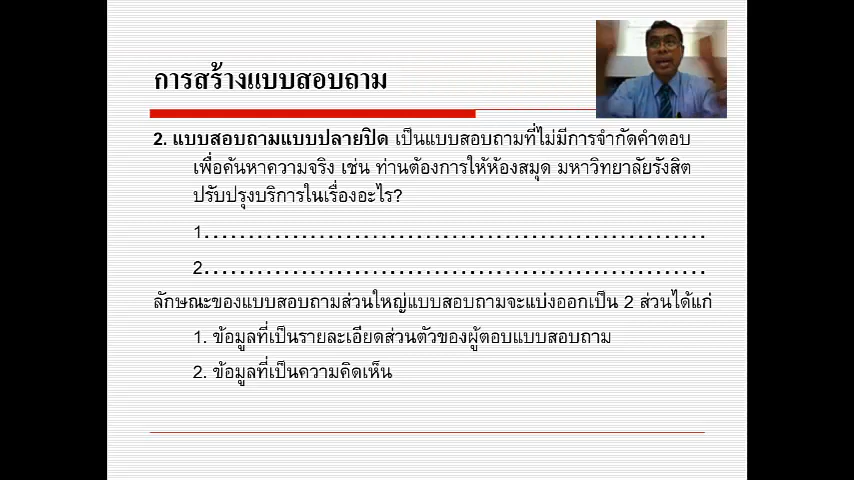 การสร้างแบบสอบถาม
2. แบบสอบถามแบบปลายปิด เป็นแบบสอบถามที่ไม่มีการจำกัดคำตอบ
เพื่อค้นหาความจริง เช่น ท่านต้องการให้ห้องสมุด มหาวิทยาลัยรังสิต
ปรับปรุงบริการในเรื่องอะไร?
1.........................................................
2.........................................................
ลักษณะของแบบสอบถามส่วนใหญ่แบบสอบถามจะแบ่งออกเป็น 2 ส่วนได้แก่
1. ข้อมูลที่เป็นรายละเอียดส่วนตัวของผู้ตอบแบบสอบถาม
2. ข้อมูลที่เป็นความคิดเห็น